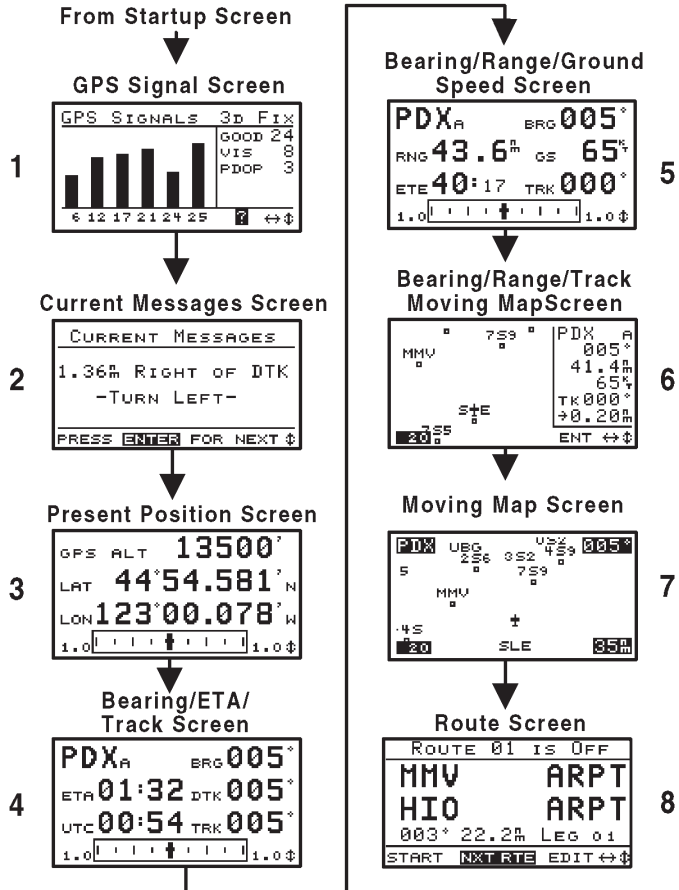 From Startup Screen
GPS Signal Screen
1
GPS SIGNALS 3D FIX
GOOD 24
VIS 8
PDOP 3
6 12 17 21 24 25 ? ↔⇕
Current Messages Screen
2
CURRENT MESSAGES
1.36nm RIGHT OF DTK
-TURN LEFT-
PRESS ENTER FOR NEXT ⇕
Present Position Screen
3
GPS ALT 13500'
LAT 44°54.581' N
LON 123°00.078' W
1.0 1.0 ⇕
Bearing/ETA/
Track Screen
4
PDXA BRG 005°
ETA 01:32 DTK 005°
UTC 00:54 TRK 005°
1.0 1.0 ⇕
Bearing/Range/Ground
Speed Screen
5
PDXA BRG 005°
RNG 43.6nm GS 65KT
ETE 40:17 TRK 000°
1.0 1.0 ⇕
Bearing/Range/Track
Moving MapScreen
6
7S9 PDX A
MMV 005°
41.4nm
65KT
S E TK 000°
→0.20nm
7S5
20 ENT ↔⇕
Moving Map Screen
7
PDX UBG US2 005°
2S6 3S2 4S9
5 7S9
MMV
4S
20 SLE 35nm
Route Screen
8
ROUTE 01 IS OFF
MMV ARPT
HIO ARPT
003° 22.2nm LEG 01
START NXT RTE EDIT ↔⇕